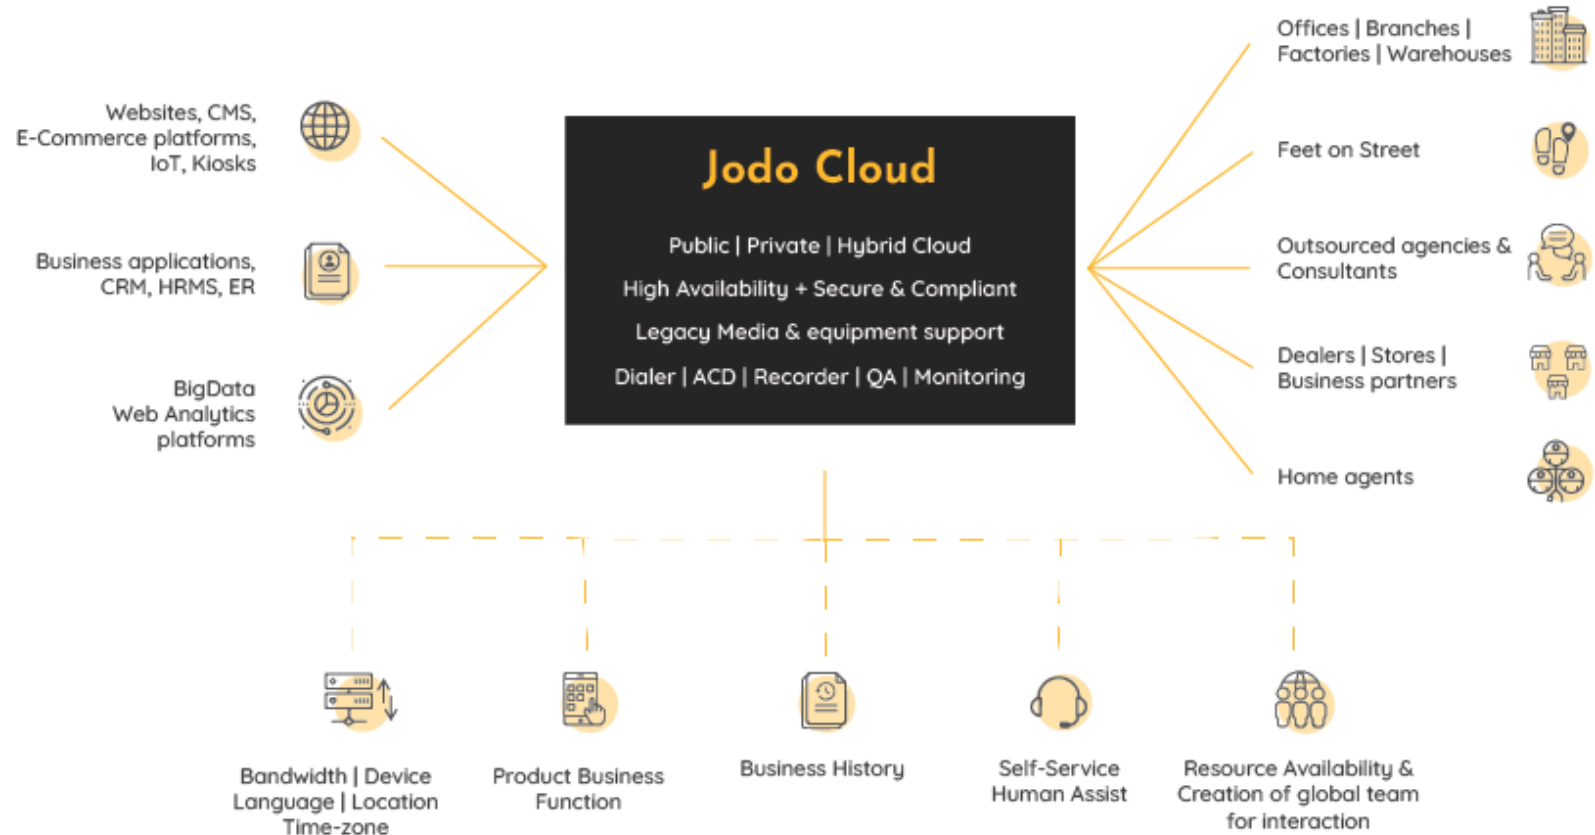 Websites, CMS,
E-Commerce platforms,
IoT, Kiosks
Business applications,
CRM, HRMS, ER
BigData
Web Analytics
platforms
Jodo Cloud
Public | Private | Hybrid Cloud
High Availability + Secure & Compliant
Legacy Media & equipment support
Dialer | ACD | Recorder | QA | Monitoring
Offices | Branches |
Factories | Warehouses
Feet on Street
Outsourced agencies &
Consultants
Dealers | Stores |
Business partners
Home agents
Bandwidth | Device
Language | Location
Time-zone
Product Business
Function
Business History
Self-Service
Human Assist
Resource Availability &
Creation of global team
for interaction